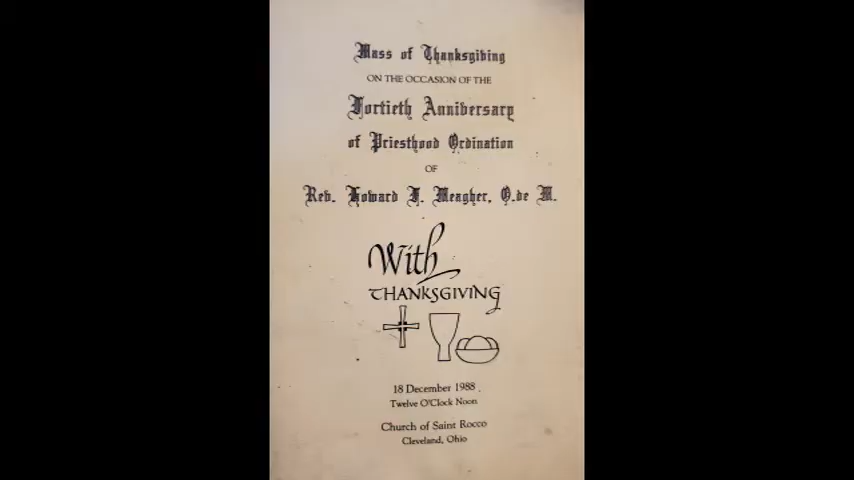 Mass of Thanksgiving
ON THE OCCASION OF THE
Fortieth Anniversary
of Priesthood Ordination
OF
Rev. Howard F. Meagher, O.de M.
With
THANKSGIVING
18 December 1988
Twelve O'Clock Noon
Church of Saint Rocco
Cleveland, Ohio